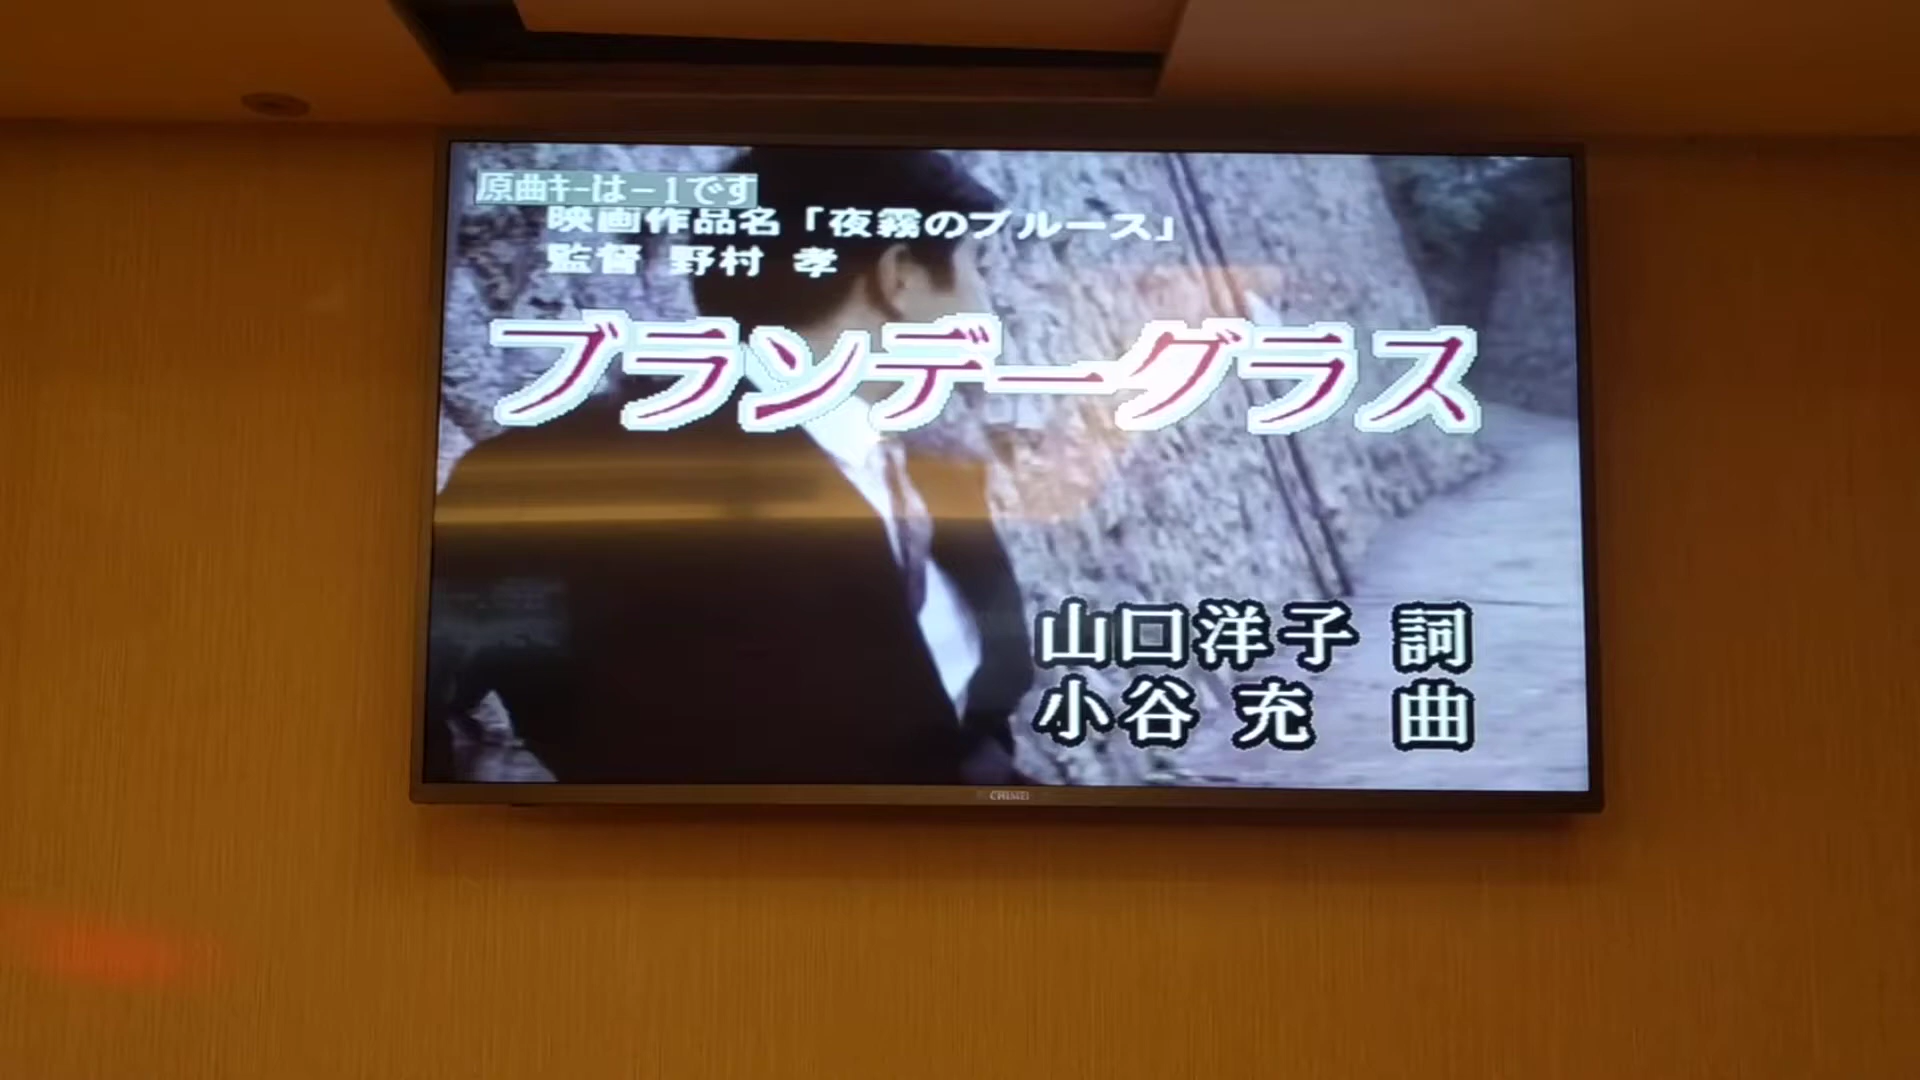 原曲ｷｰは-1です
映画作品名「夜霧のブルース」
監督 野村 孝
ブランデーグラス
山口洋子 詞
小谷 充 曲
CHIMEI